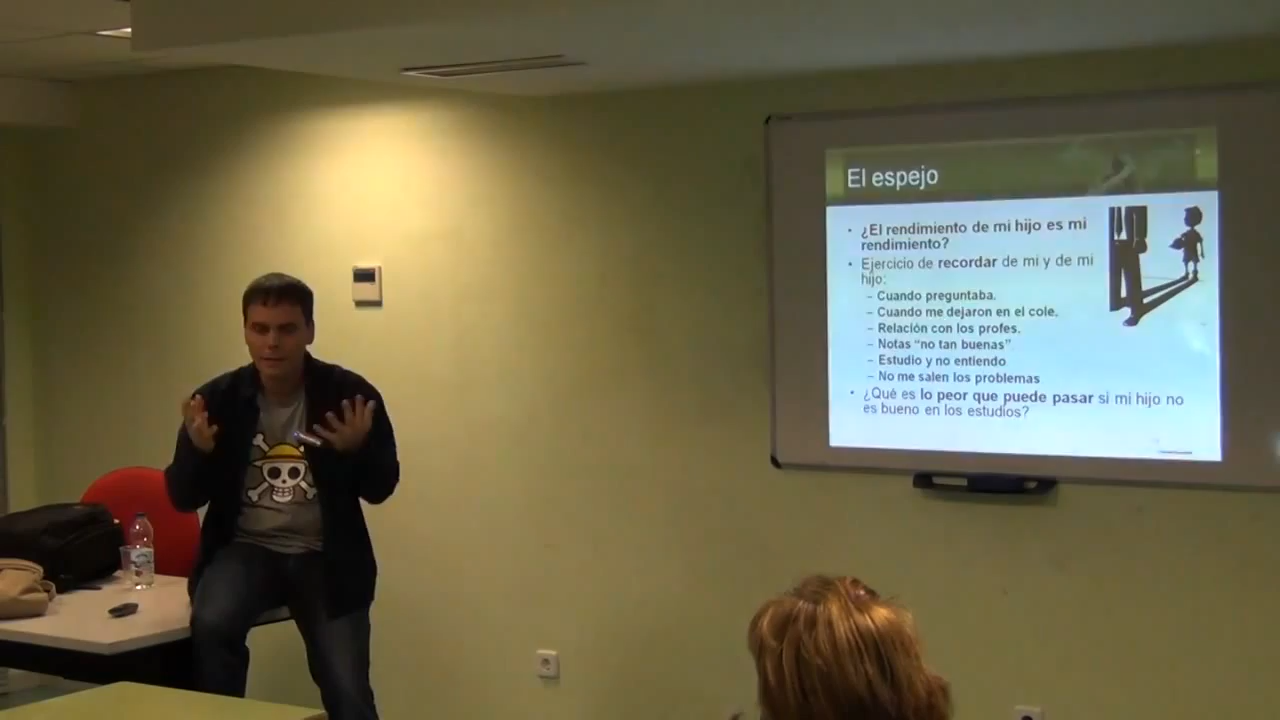 El espejo
• ¿El rendimiento de mi hijo es mi
rendimiento?
• Ejercicio de recordar de mi y de mi
hijo:
– Cuando preguntaba.
– Cuando me dejaron en el cole.
– Relación con los profes.
– Notas “no tan buenas”
– Estudio y no entiendo
– No me salen los problemas
• ¿Qué es lo peor que puede pasar si mi hijo no
es bueno en los estudios?